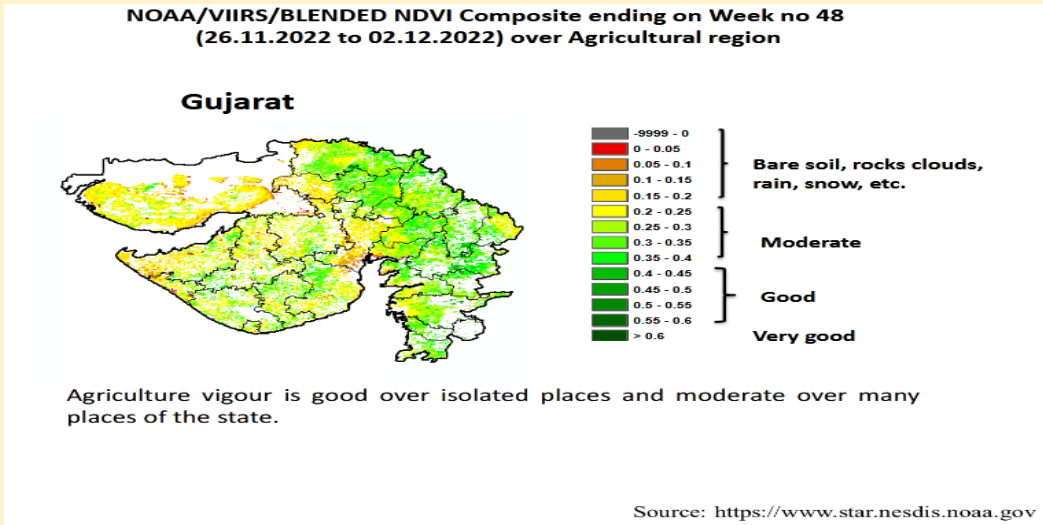 NOAA/VIIRS/BLENDED NDVI Composite ending on Week no 48
(26.11.2022 to 02.12.2022) over Agricultural region
Gujarat
-9999 - 0
0 - 0.05
0.05 - 0.1
0.1 - 0.15
0.15 - 0.2
0.2 - 0.25
0.25 - 0.3
0.3 - 0.35
0.35 - 0.4
0.4 - 0.45
0.45 - 0.5
0.5 - 0.55
0.55 - 0.6
> 0.6
Bare soil, rocks clouds,
rain, snow, etc.
Moderate
Good
Very good
Agriculture vigour is good over isolated places and moderate over many
places of the state.
Source: https://www.star.nesdis.noaa.gov